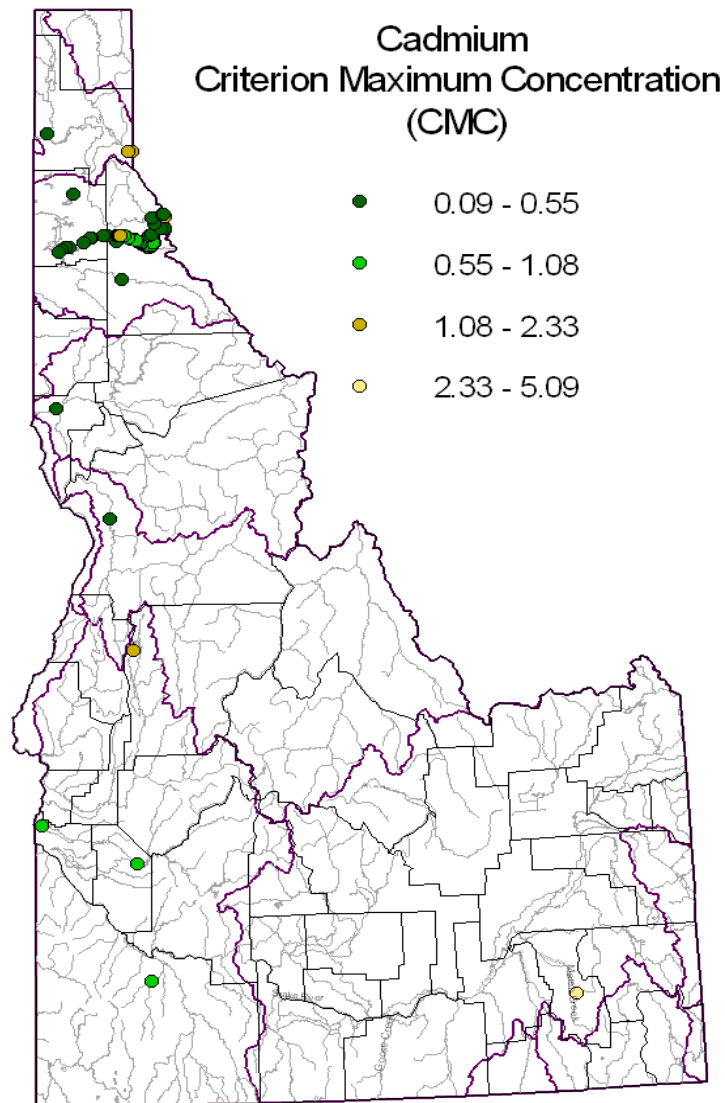 Cadmium
Criterion Maximum Concentration
(CMC)
0.09 - 0.55
0.55 - 1.08
1.08 - 2.33
2.33 - 5.09
River